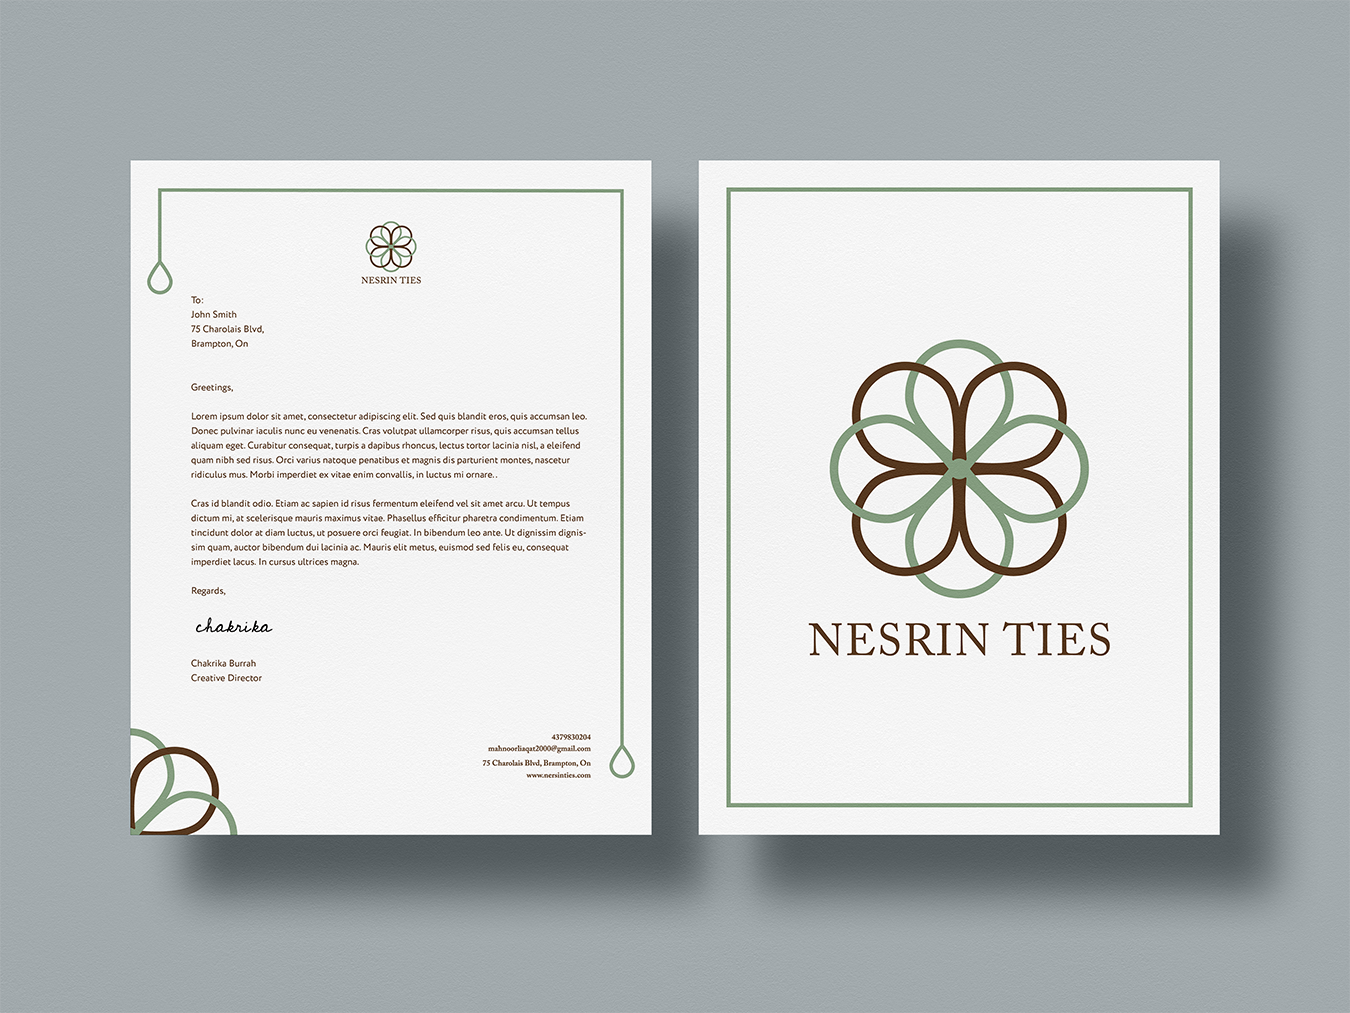 NESRIN TIES
To:
John Smith
75 Charolais Blvd,
Brampton, On
Greetings,
Lorem ipsum dolor sit amet, consectetur adipiscing elit. Sed quis blandit eros, quis accumsan leo.
Donec pulvinar iaculis nunc eu venenatis. Cras volutpat ullamcorper risus, quis accumsan tellus
aliquam eget. Curabitur consequat, turpis a dapibus rhoncus, lectus tortor lacinia nisl, a eleifend
quam nibh sed risus. Orci varius natoque penatibus et magnis dis parturient montes, nascetur
ridiculus mus. Morbi imperdiet ex vitae enim convallis, in luctus mi ornare..
Cras id blandit odio. Etiam ac sapien id risus fermentum eleifend vel sit amet arcu. Ut tempus
dictum mi, at scelerisque mauris maximus vitae. Phasellus efficitur pharetra condimentum. Etiam
tincidunt dolor at diam luctus, ut posuere orci feugiat. In bibendum leo ante. Ut dignissim dignis-
sim quam, auctor bibendum dui lacinia ac. Mauris elit metus, euismod sed felis eu, consequat
imperdiet lacus. In cursus ultrices magna.
Regards,
chakrika
Chakrika Burrah
Creative Director
4379830204
mahnoorliaqat2000@gmail.com
75 Charolais Blvd, Brampton, On
www.nersinties.com
NESRIN TIES